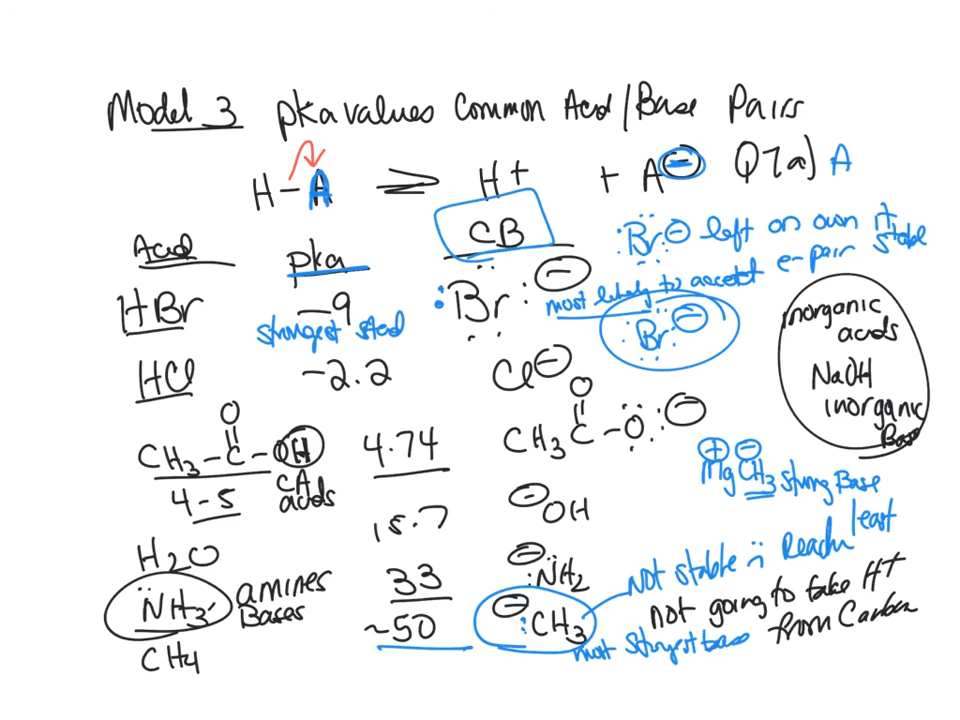 Model 3 pka values Common Acid/Base Pairs
H-A ⇌ H+ + A⊖ Q7a) A
Acid pka CB
:Br⊖ left on own it stable
HBr -9 :Br:⊖
most likely to accept e-pair
strongest acid
Br⊖
inorganic acids
NaOH
inorganic
Base
HCl -2.2 Cl⊖
O
CH3-C-OH 4.74
O
CH3-C-O:⊖
4-5 CA acids
⊕ ⊖
MgCH3 strong Base
H2O 15.7 ⊖OH
least
NH3 amines Bases 33 ⊖:NH2
Not stable
CH4 ~50 ⊖:CH3
not going to take H+
from Carbon
most strongest base